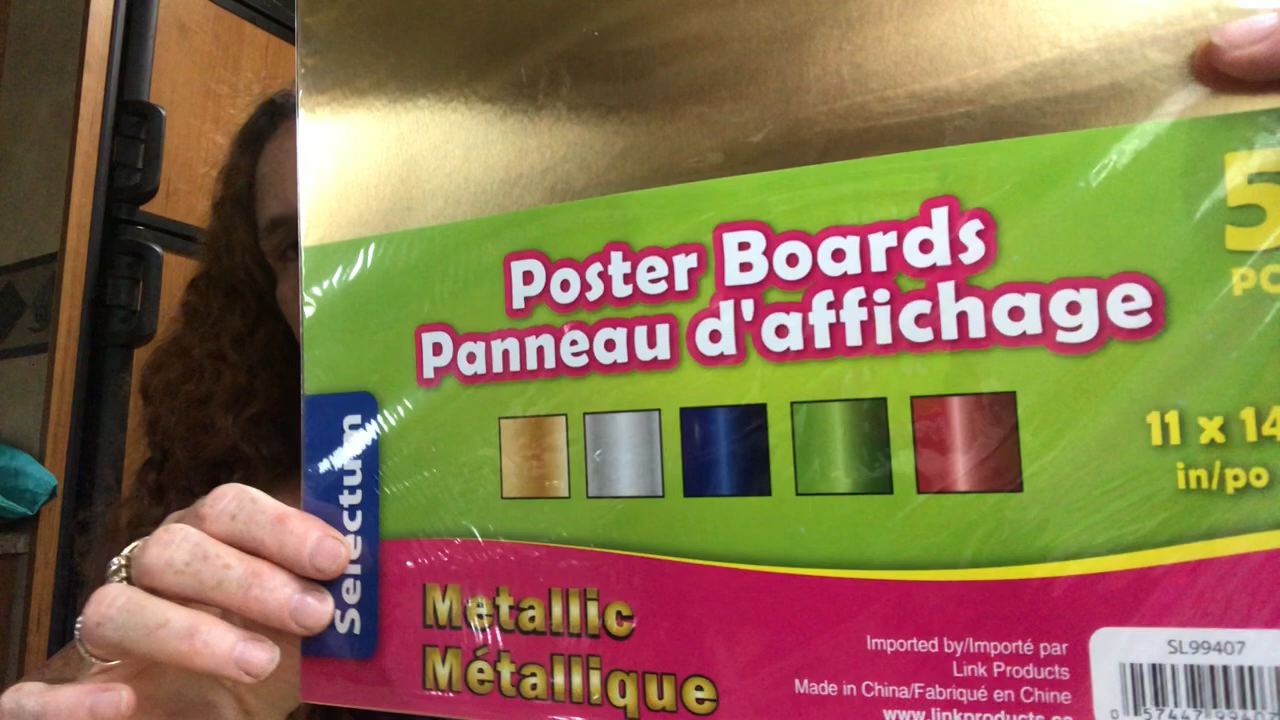 5
Poster Boards
Panneau d'affichage
11 x 14
in/po
Selectum
Metallic
Métallique
Imported by/Importé par
Link Products
Made in China/Fabriqué en Chine
SL99407